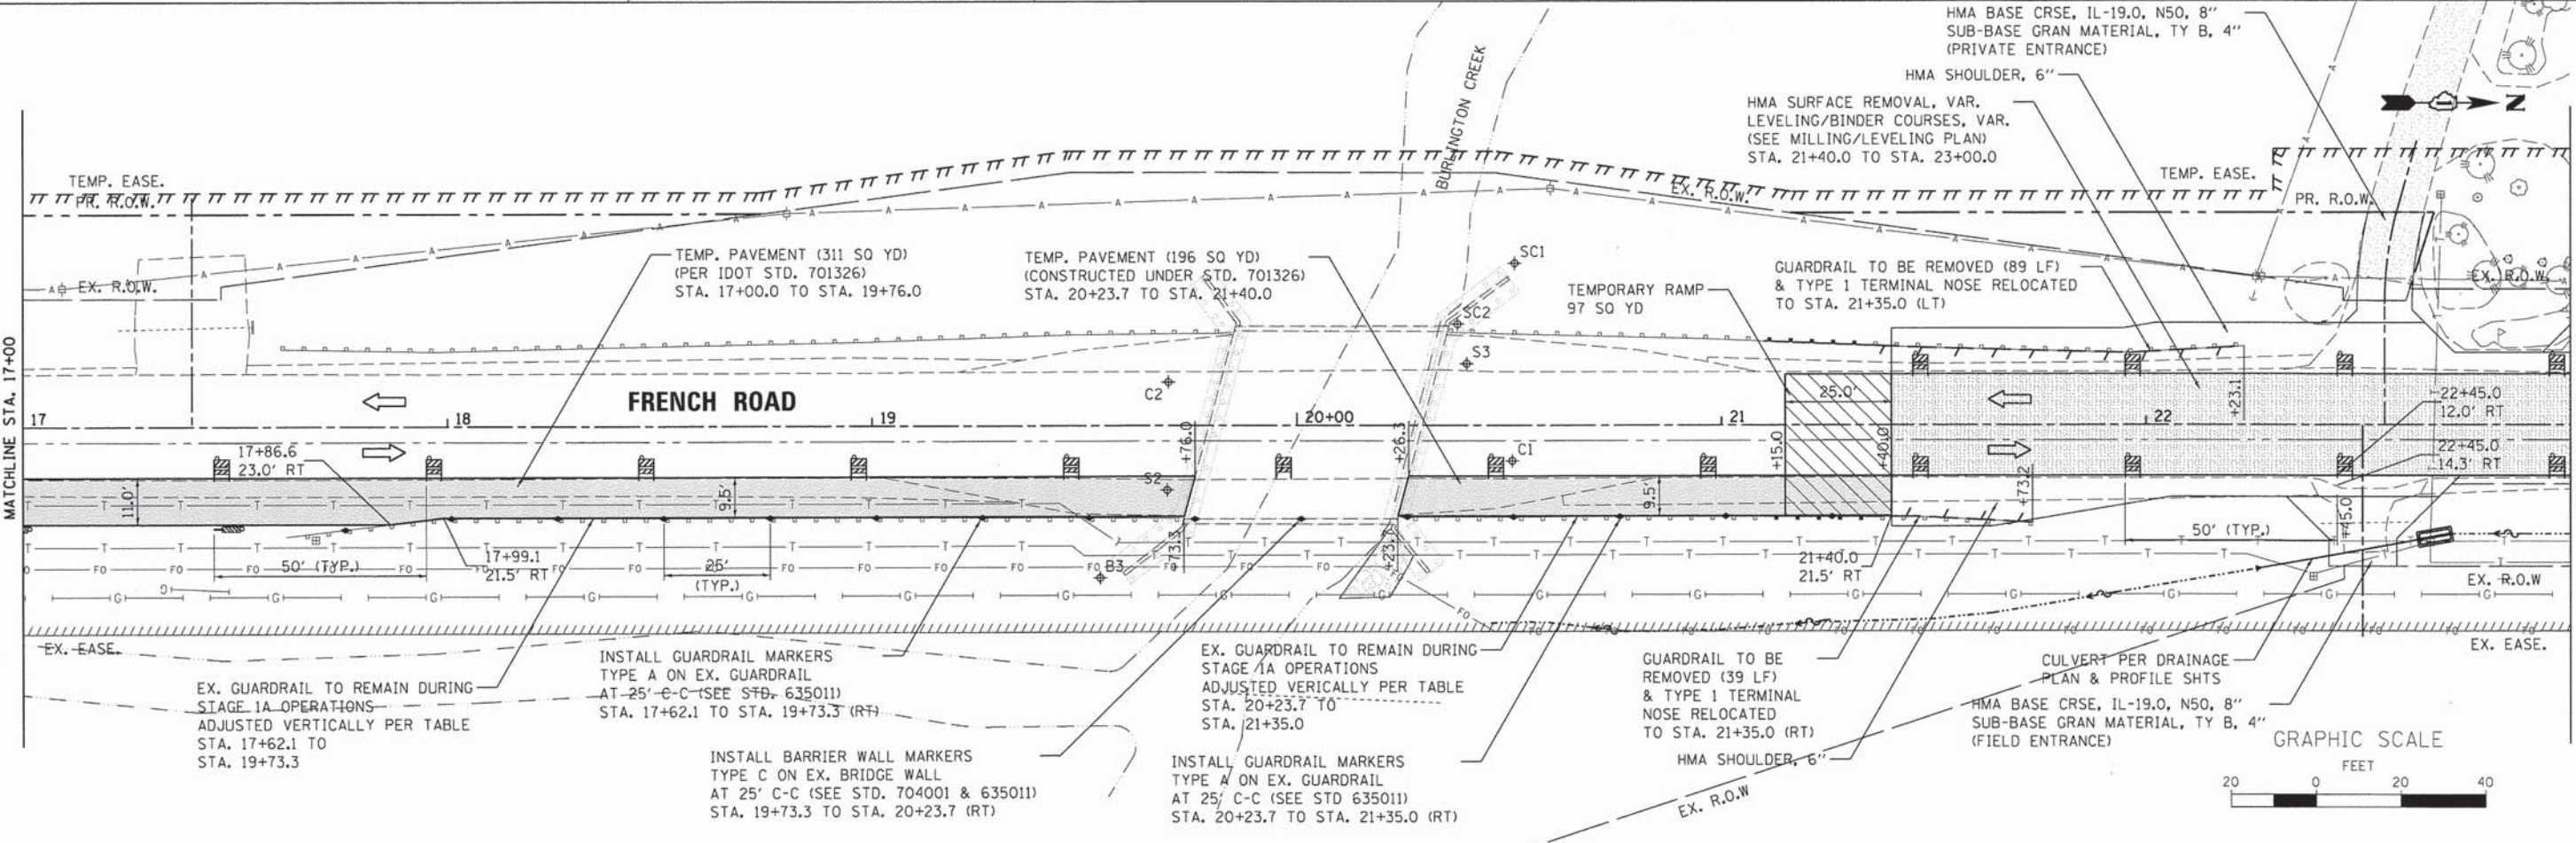 HMA BASE CRSE, IL-19.0, N50, 8"
SUB-BASE GRAN MATERIAL, TY B, 4"
(PRIVATE ENTRANCE)
HMA SHOULDER, 6"
HMA SURFACE REMOVAL, VAR.
LEVELING/BINDER COURSES, VAR.
(SEE MILLING/LEVELING PLAN)
STA. 21+40.0 TO STA. 23+00.0
N
BURLINGTON CREEK
TEMP. EASE.
PR. R.O.W.
EX. R.O.W.
TEMP. EASE.
PR. R.O.W.
EX. R.O.W.
EX. R.O.W.
TEMP. PAVEMENT (311 SQ YD)
(PER IDOT STD. 701326)
STA. 17+00.0 TO STA. 19+76.0
TEMP. PAVEMENT (196 SQ YD)
(CONSTRUCTED UNDER STD. 701326)
STA. 20+23.7 TO STA. 21+40.0
SC1
SC2
S3
C2
C1
S2
B3
TEMPORARY RAMP
97 SQ YD
GUARDRAIL TO BE REMOVED (89 LF)
& TYPE 1 TERMINAL NOSE RELOCATED
TO STA. 21+35.0 (LT)
MATCHLINE STA. 17+00
FRENCH ROAD
17
18
19
20+00
21
22
25.0'
+23.1
22+45.0
12.0' RT
22+45.0
14.3' RT
17+86.6
23.0' RT
+76.0
+26.3
+15.0
+40.0
+73.2
+45.0
11.0'
9.5'
9.5'
50' (TYP.)
17+99.1
21.5' RT
25'
(TYP.)
+73.3
21+40.0
21.5' RT
50' (TYP.)
EX. R.O.W
EX. EASE.
EX. EASE.
EX. GUARDRAIL TO REMAIN DURING
STAGE 1A OPERATIONS
ADJUSTED VERTICALLY PER TABLE
STA. 17+62.1 TO
STA. 19+73.3
INSTALL GUARDRAIL MARKERS
TYPE A ON EX. GUARDRAIL
AT 25' C-C (SEE STD. 635011)
STA. 17+62.1 TO STA. 19+73.3 (RT)
INSTALL BARRIER WALL MARKERS
TYPE C ON EX. BRIDGE WALL
AT 25' C-C (SEE STD. 704001 & 635011)
STA. 19+73.3 TO STA. 20+23.7 (RT)
EX. GUARDRAIL TO REMAIN DURING
STAGE 1A OPERATIONS
ADJUSTED VERICALLY PER TABLE
STA. 20+23.7 TO
STA. 21+35.0
INSTALL GUARDRAIL MARKERS
TYPE A ON EX. GUARDRAIL
AT 25' C-C (SEE STD 635011)
STA. 20+23.7 TO STA. 21+35.0 (RT)
GUARDRAIL TO BE
REMOVED (39 LF)
& TYPE 1 TERMINAL
NOSE RELOCATED
TO STA. 21+35.0 (RT)
HMA SHOULDER, 6"
EX. R.O.W
CULVERT PER DRAINAGE
PLAN & PROFILE SHTS
HMA BASE CRSE, IL-19.0, N50, 8"
SUB-BASE GRAN MATERIAL, TY B, 4"
(FIELD ENTRANCE)
GRAPHIC SCALE
FEET
20 0 20 40